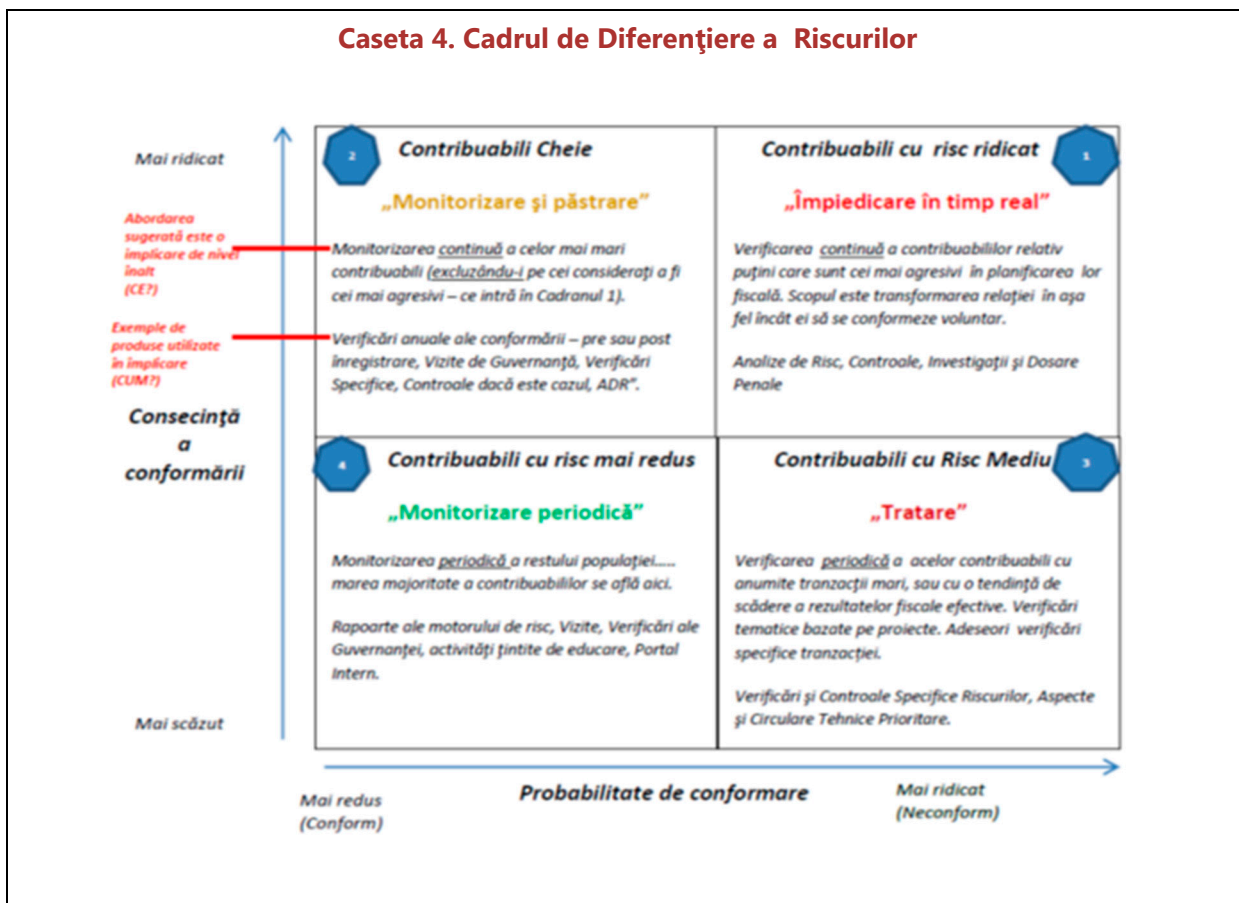 Caseta 4. Cadrul de Diferenţiere a Riscurilor
Mai ridicat
Abordarea
sugerată este o
implicare de nivel
înalt
(CE?)
Exemple de
produse utilizate
în implicare
(CUM?)
Consecinţă
a
conformării
Mai scăzut
2
Contribuabili Cheie
„Monitorizare şi păstrare”
Monitorizarea continuă a celor mai mari
contribuabili (excluzându-i pe cei consideraţi a fi
cei mai agresivi – ce intră în Cadranul 1).
Verificări anuale ale conformării – pre sau post
înregistrare, Vizite de Guvernanţă, Verificări
Specifice, Controale dacă este cazul, ADR”.
Contribuabili cu risc ridicat
1
„Împiedicare în timp real”
Verificarea continuă a contribuabililor relativ
puţini care sunt cei mai agresivi în planificarea lor
fiscală. Scopul este transformarea relaţiei în aşa
fel încât ei să se conformeze voluntar.
Analize de Risc, Controale, Investigaţii şi Dosare
Penale
4
Contribuabili cu risc mai redus
„Monitorizare periodică”
Monitorizarea periodică a restului populaţiei.....
marea majoritate a contribuabililor se află aici.
Rapoarte ale motorului de risc, Vizite, Verificări ale
Guvernanţei, activităţi ţintite de educare, Portal
Intern.
Contribuabili cu Risc Mediu
3
„Tratare”
Verificarea periodică a acelor contribuabili cu
anumite tranzacţii mari, sau cu o tendinţă de
scădere a rezultatelor fiscale efective. Verificări
tematice bazate pe proiecte. Adeseori verificări
specifice tranzacţiei.
Verificări şi Controale Specifice Riscurilor, Aspecte
şi Circulare Tehnice Prioritare.
Mai redus
(Conform)
Probabilitate de conformare
Mai ridicat
(Neconform)